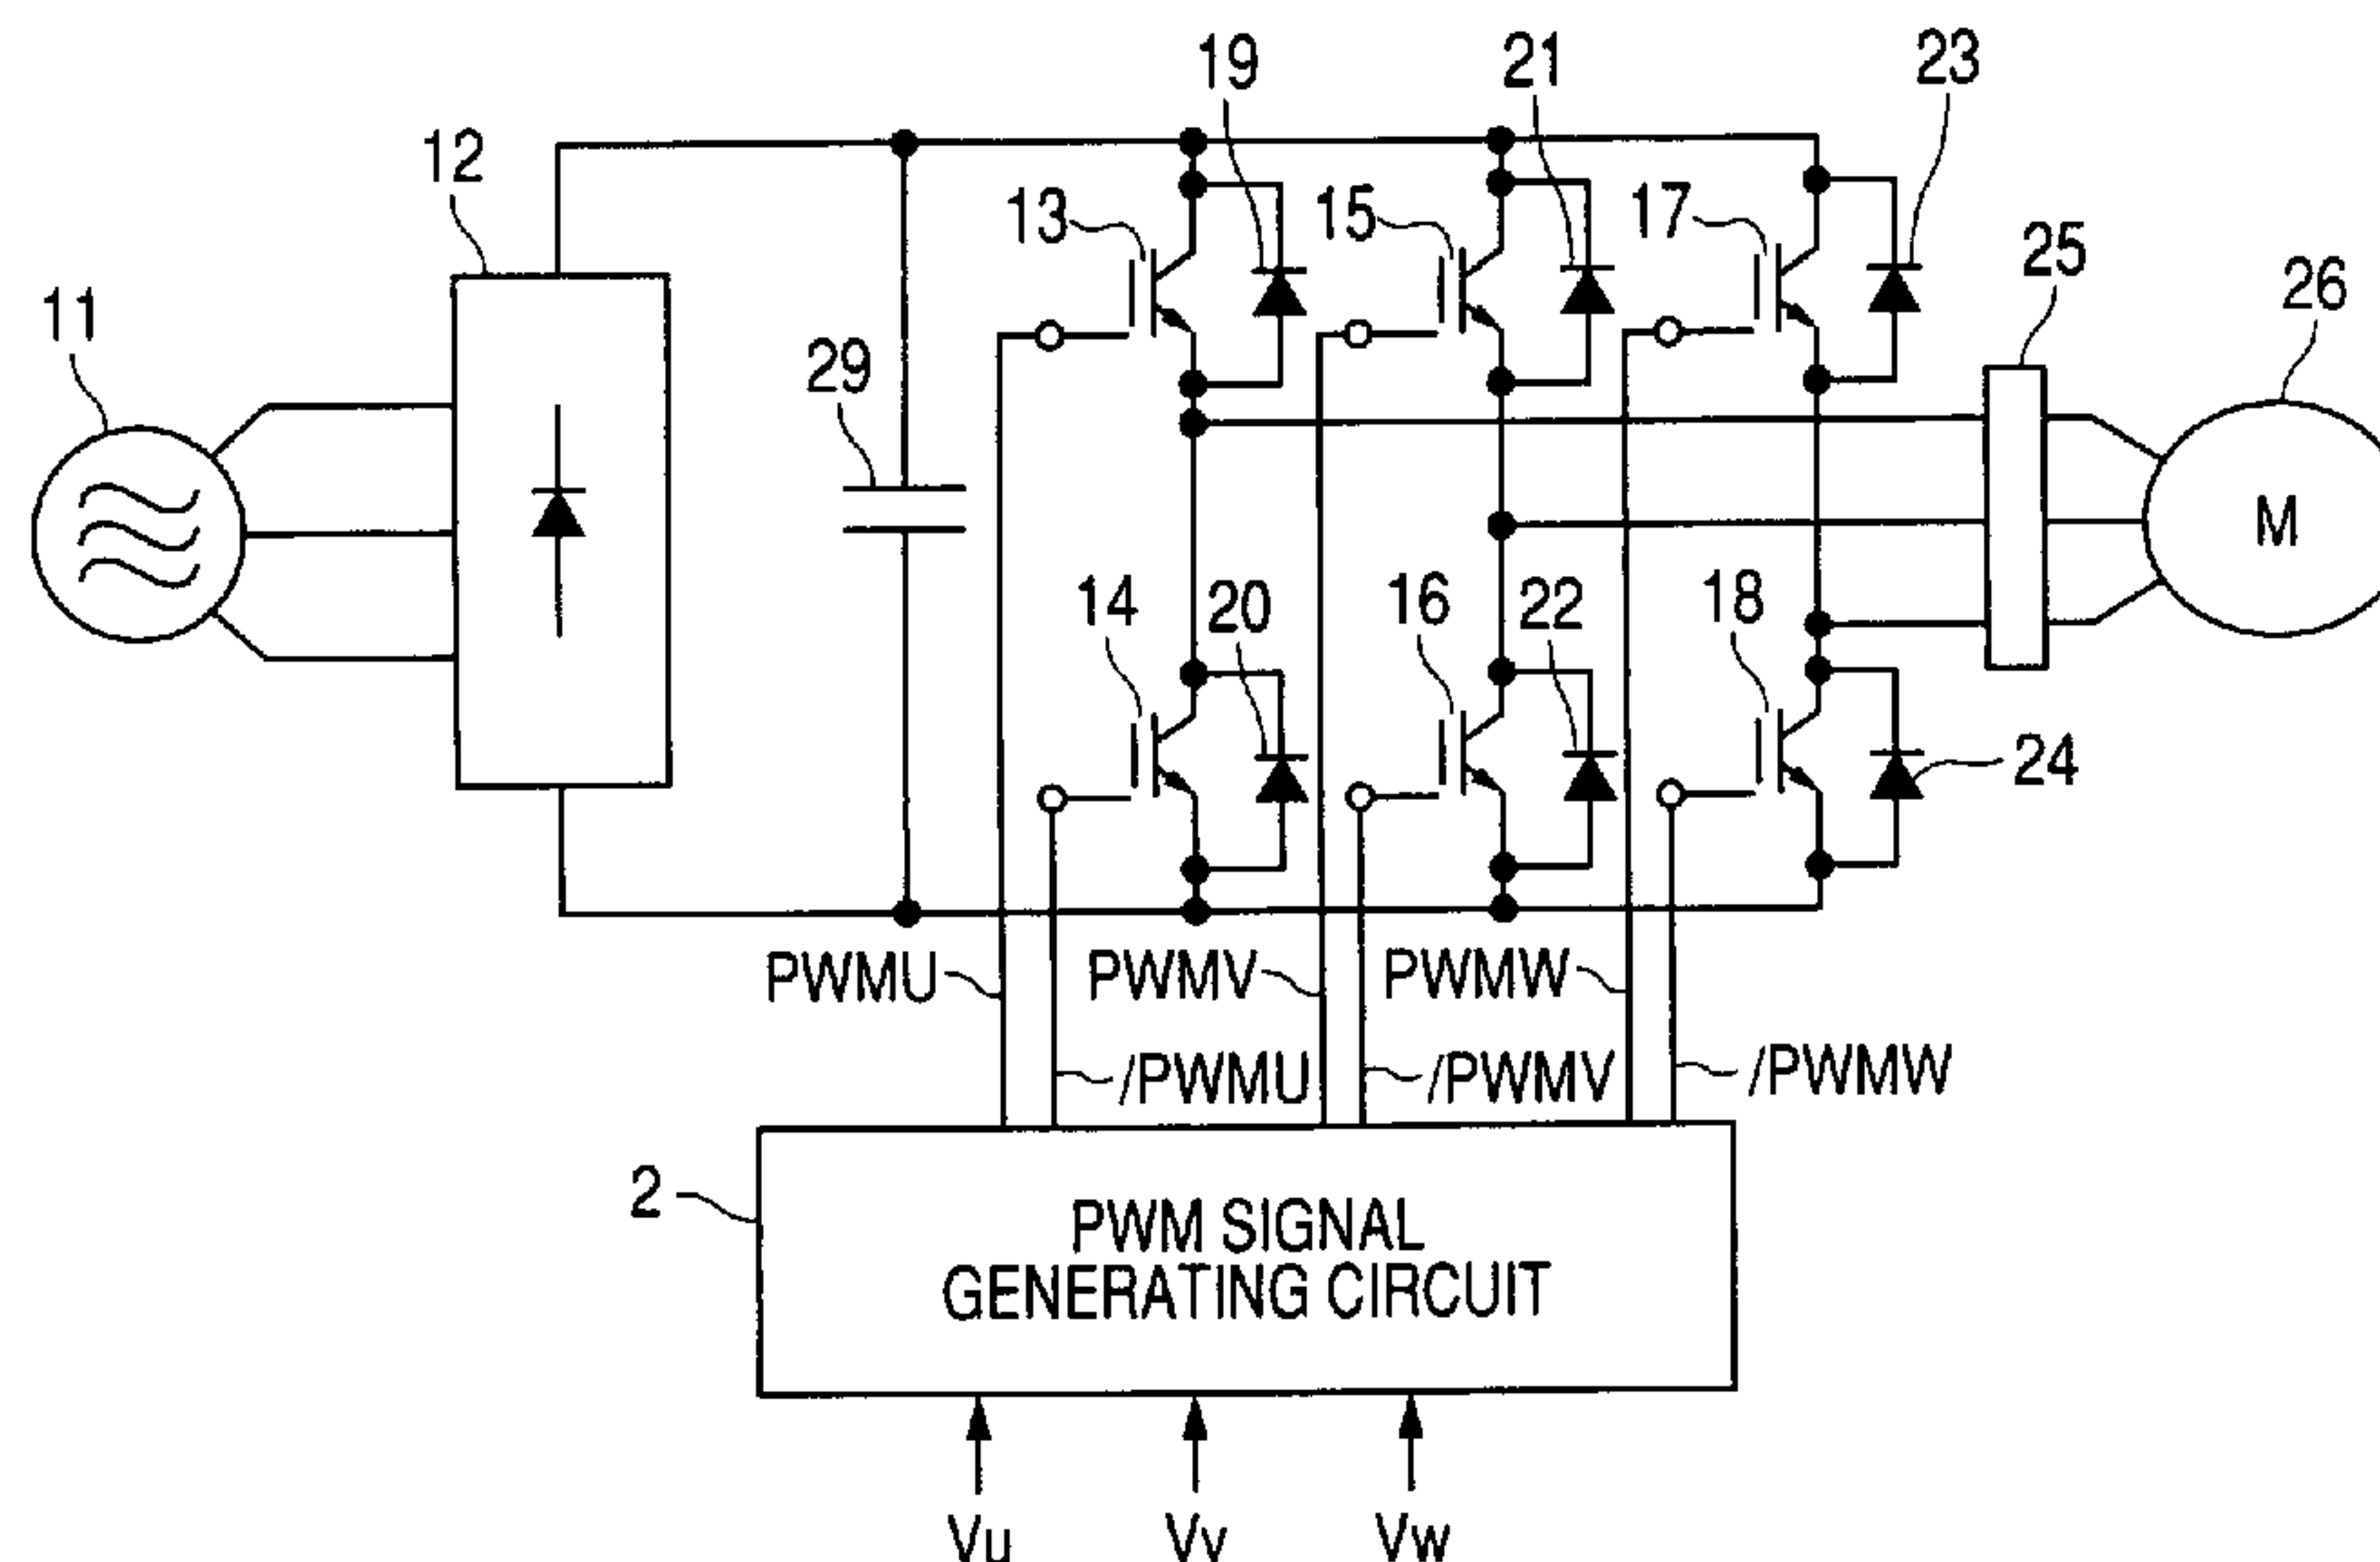 19
21
23
12
13
15
17
25
11
26
29
M
14
20
16
22
18
24
PWMU
PWMV
PWMW
/PWMU
/PWMV
/PWMW
2
PWM SIGNAL
GENERATING CIRCUIT
Vu
Vv
Vw